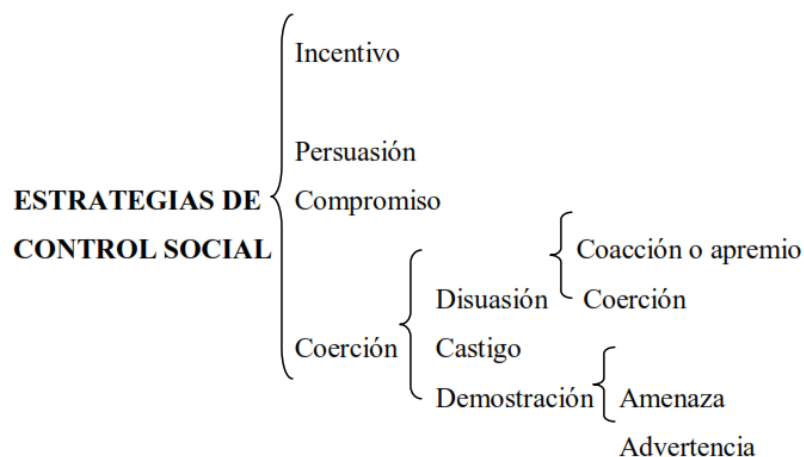 Incentivo
Persuasión
ESTRATEGIAS DE Compromiso
CONTROL SOCIAL Coacción o apremio
Disuasión Coerción
Coerción Castigo
Demostración Amenaza
Advertencia